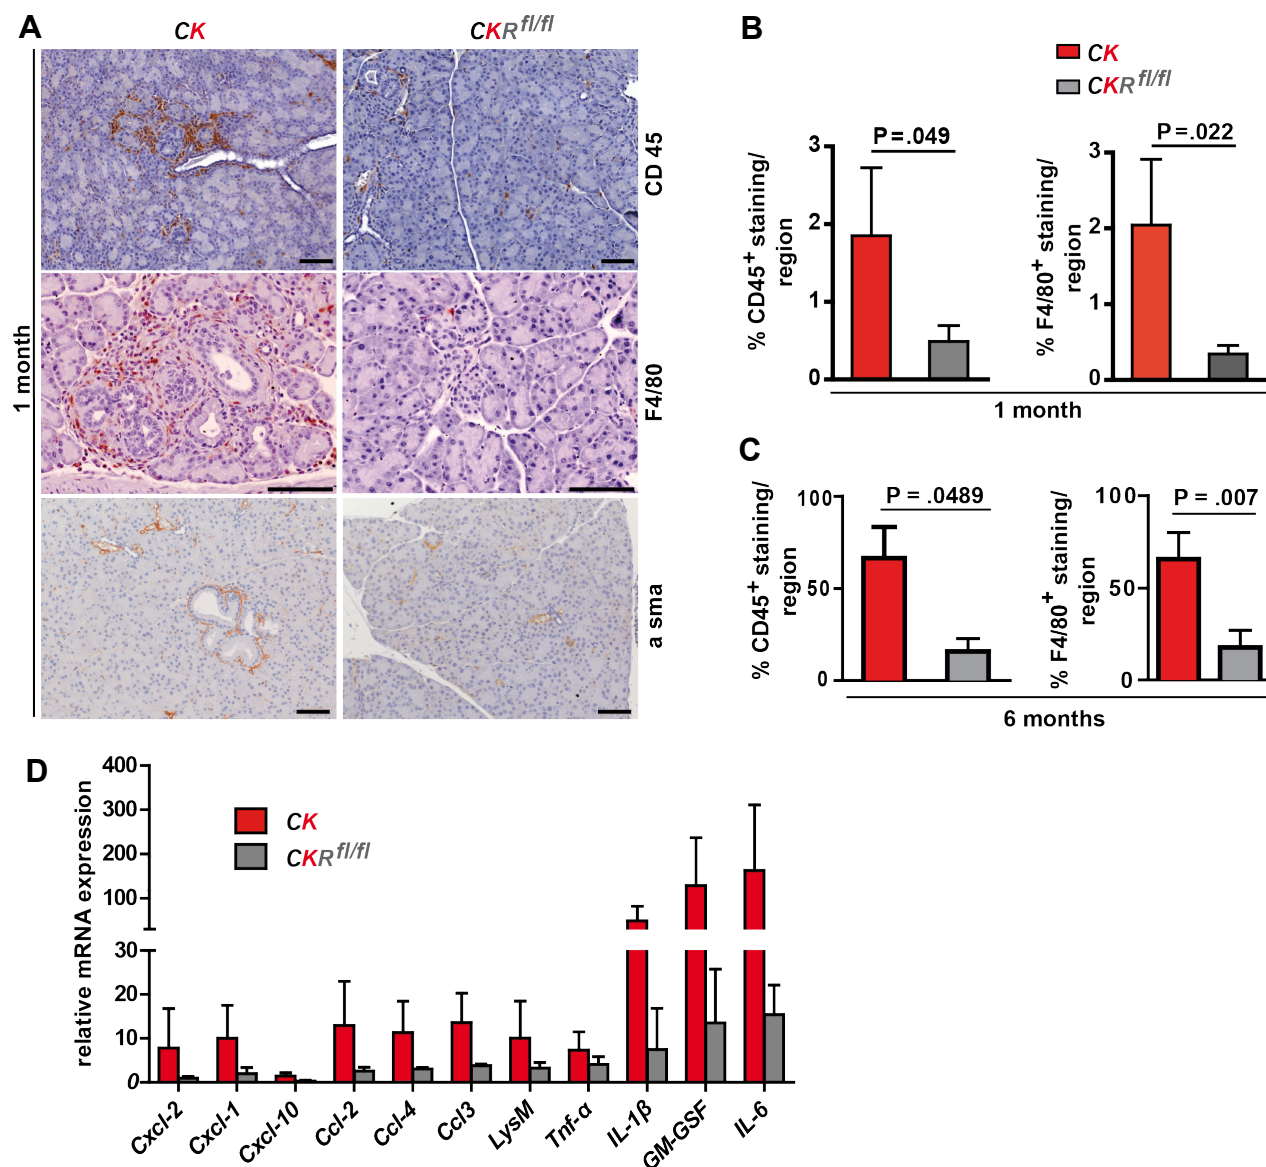 A
CK
CKR fl/fl
1 month
CD 45
F4/80
a sma
B
CK
CKR fl/fl
% CD45+ staining/
region
3
2
1
0
P =.049
% F4/80+ staining/
region
3
2
1
0
P =.022
1 month
C
% CD45+ staining/
region
100
50
0
P = .0489
% F4/80+ staining/
region
100
50
0
P = .007
6 months
D
relative mRNA expression
400
300
200
100
30
20
10
0
CK
CKR fl/fl
Cxcl-2
Cxcl-1
Cxcl-10
Ccl-2
Ccl-4
Ccl3
LysM
Tnf-α
IL-1β
GM-GSF
IL-6